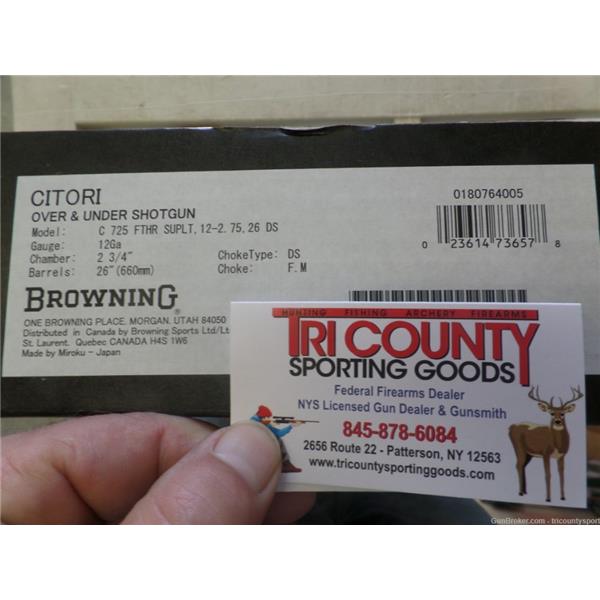 CITORI
OVER & UNDER SHOTGUN
Model: C 725 FTHR SUPLT, 12-2. 75, 26 DS
Gauge: 12Ga
Chamber: 2 3/4" ChokeType: DS
Barrels: 26" (660mm) Choke: F. M
0180764005
0 23614 73657 8
BROWNING®
ONE BROWNING PLACE, MORGAN, UTAH 84050
Distributed in Canada by Browning Sports Ltd/Lt
St. Laurent. Quebec CANADA H4S 1W6
Made by Miroku - Japan
HUNTING FISHING ARCHERY FIREARMS
TRI COUNTY
SPORTING GOODS
Federal Firearms Dealer
NYS Licensed Gun Dealer & Gunsmith
845-878-6084
2656 Route 22 - Patterson, NY 12563
www.tricountysportinggoods.com
GunBroker.com - tricountysport